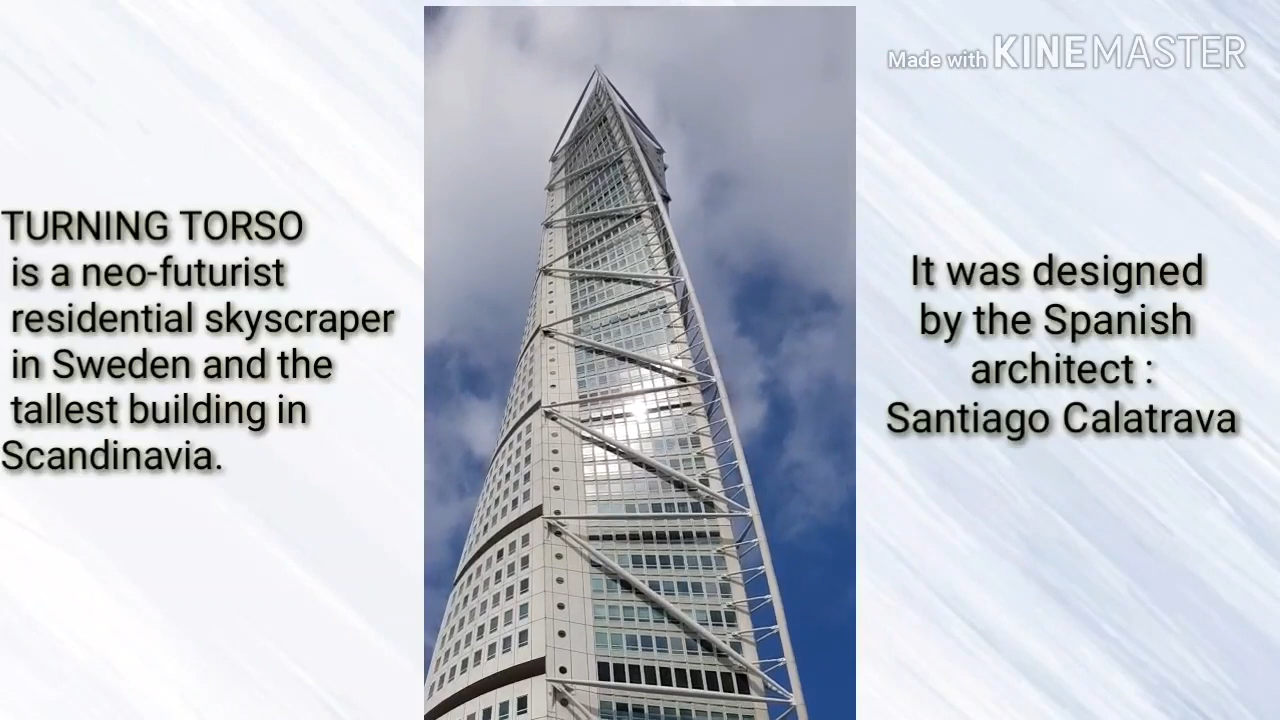 Made with KINEMASTER
TURNING TORSO
is a neo-futurist
residential skyscraper
in Sweden and the
tallest building in
Scandinavia.
It was designed
by the Spanish
architect :
Santiago Calatrava